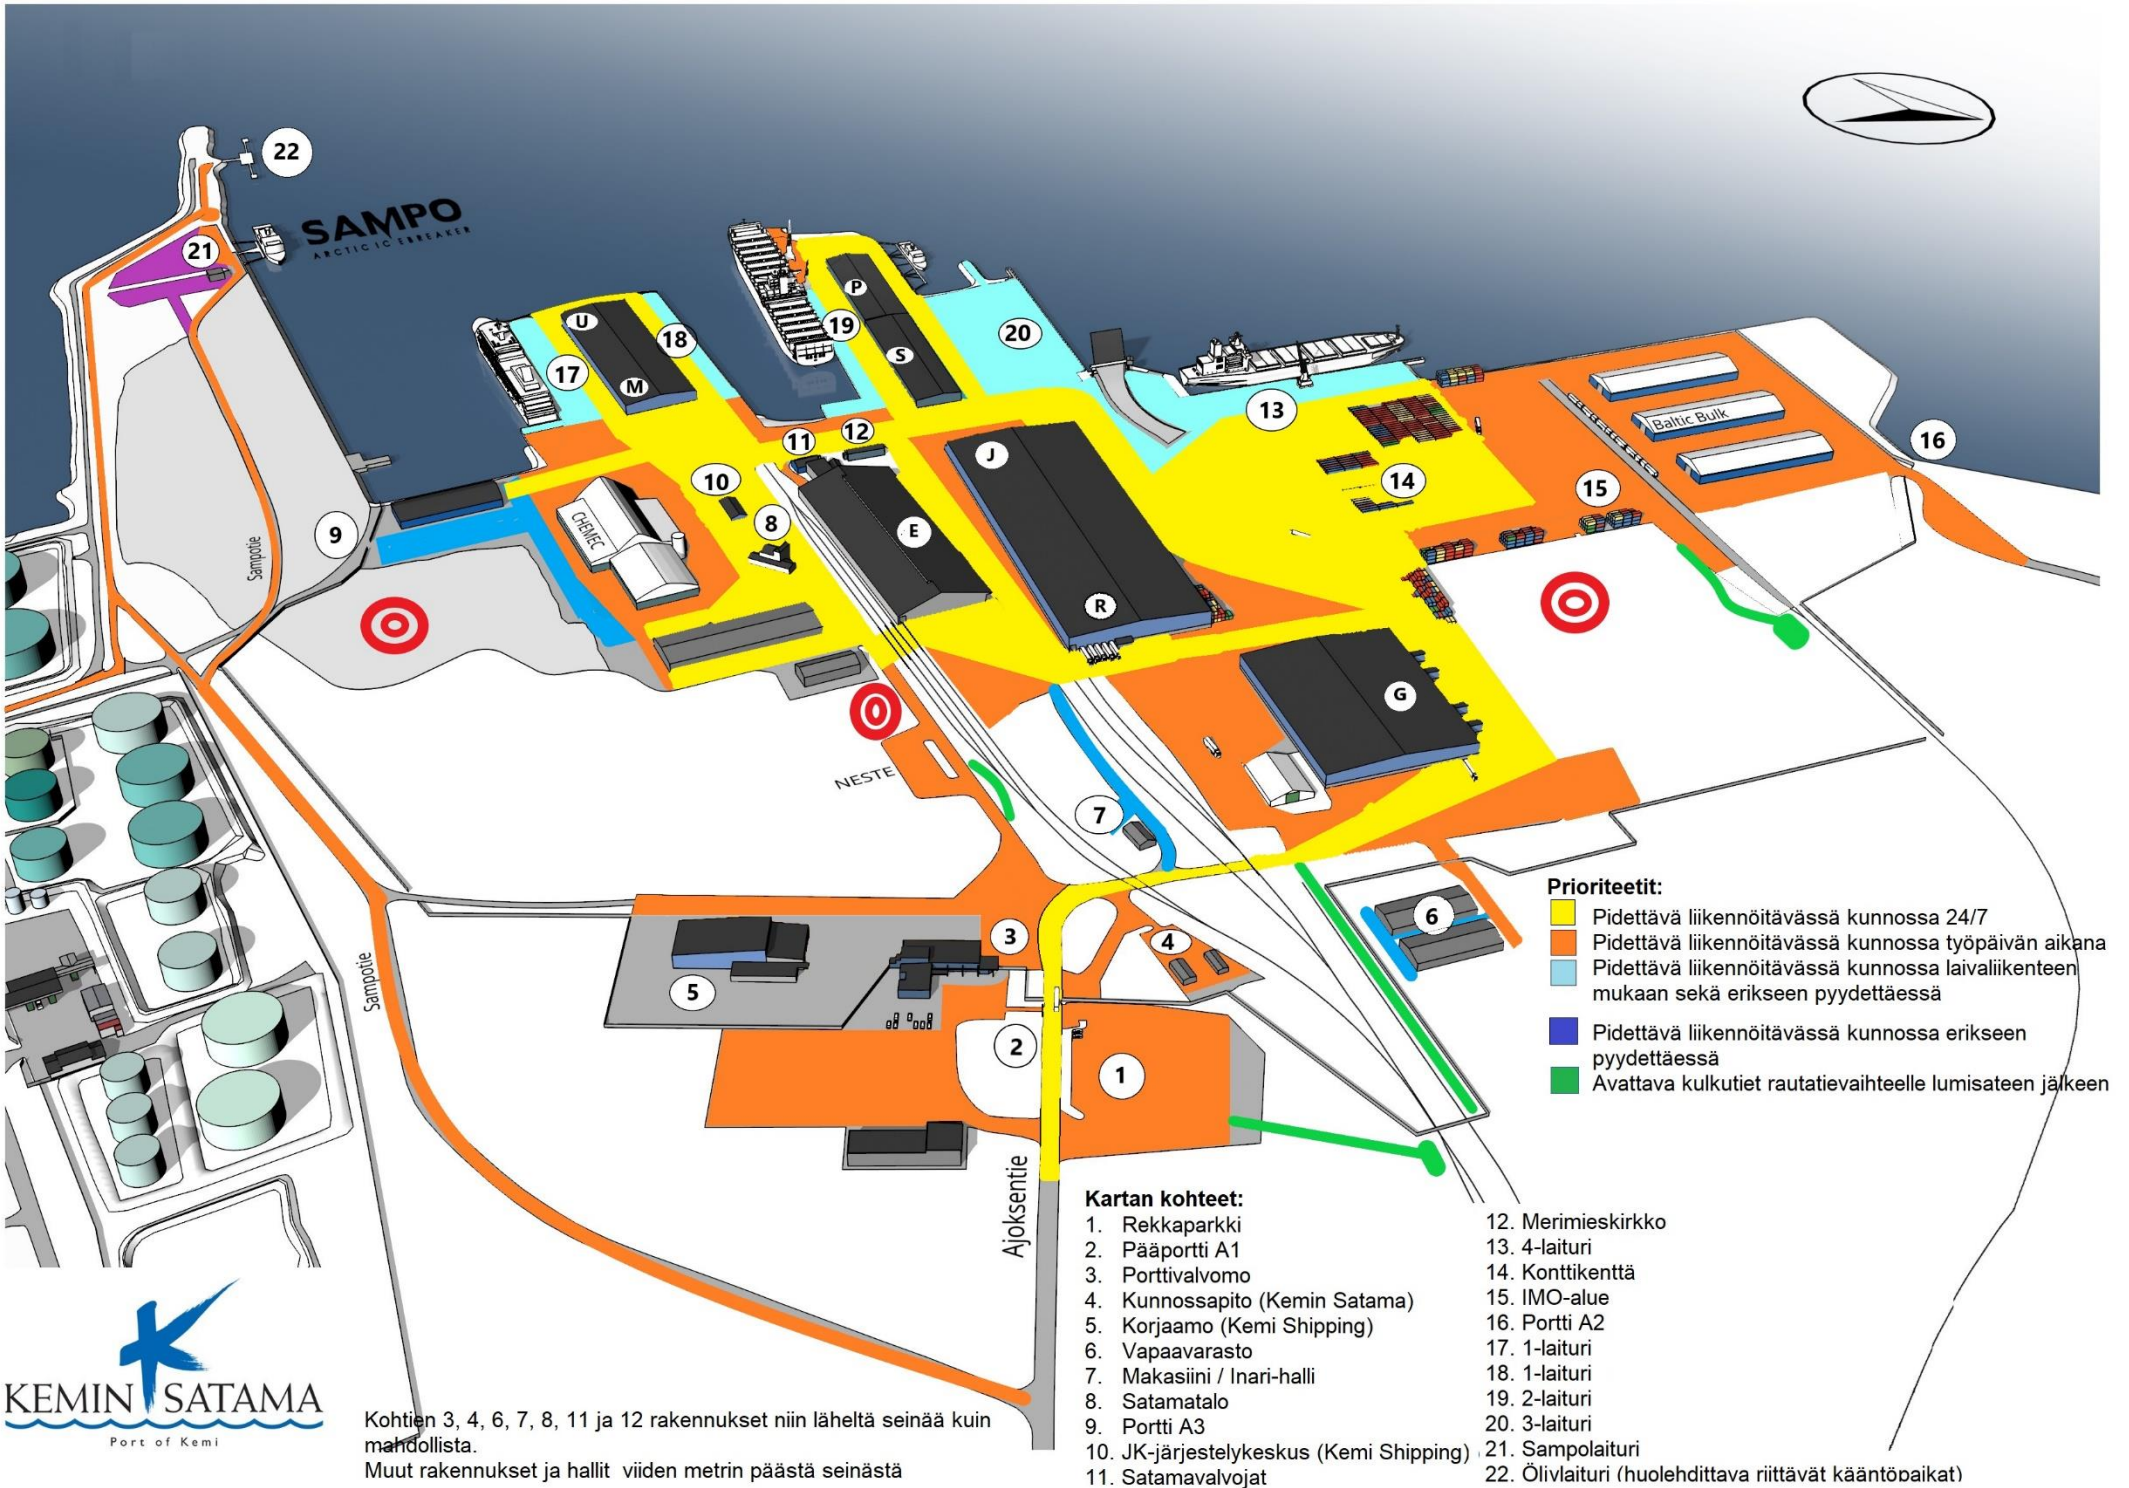 22
SAMPO
ARCTIC ICEBREAKER
21
P
19
S
20
U
18
M
17
13
Baltic Bulk
16
11
12
J
14
15
10
CHEMEC
8
E
9
Sampotie
R
G
NESTE
7
6
3
4
5
Sampotie
2
1
Ajoksentie
Prioriteetit:
Pidettävä liikennöitävässä kunnossa 24/7
Pidettävä liikennöitävässä kunnossa työpäivän aikana
Pidettävä liikennöitävässä kunnossa laivaliikenteen
mukaan sekä erikseen pyydettäessä
Pidettävä liikennöitävässä kunnossa erikseen
pyydettäessä
Avattava kulkutiet rautatievaihteelle lumisateen jälkeen
Kartan kohteet:
1. Rekkaparkki
2. Pääportti A1
3. Porttivalvomo
4. Kunnossapito (Kemin Satama)
5. Korjaamo (Kemi Shipping)
6. Vapaavarasto
7. Makasiini / Inari-halli
8. Satamatalo
9. Portti A3
10. JK-järjestelykeskus (Kemi Shipping)
11. Satamavalvojat
12. Merimieskirkko
13. 4-laituri
14. Konttikenttä
15. IMO-alue
16. Portti A2
17. 1-laituri
18. 1-laituri
19. 2-laituri
20. 3-laituri
21. Sampolaituri
22. Öliylaituri (huolehdittava riittävät kääntöpaikat)
KEMIN SATAMA
Port of Kemi
Kohtien 3, 4, 6, 7, 8, 11 ja 12 rakennukset niin läheltä seinää kuin
mahdollista.
Muut rakennukset ja hallit viiden metrin päästä seinästä